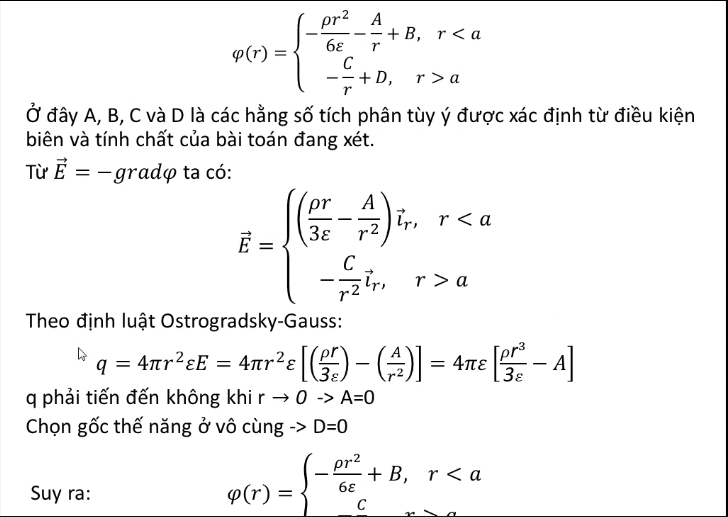 φ(r) = { −ρr²/6ε − A/r + B, r < a
−C/r + D, r > a
Ở đây A, B, C và D là các hằng số tích phân tùy ý được xác định từ điều kiện
biên và tính chất của bài toán đang xét.
Từ E⃗ = −gradφ ta có:
E⃗ = { (ρr/3ε − A/r²) i⃗ᵣ, r < a
−C/r² i⃗ᵣ, r > a
Theo định luật Ostrogradsky-Gauss:
q = 4πr²εE = 4πr²ε[(ρr/3ε) − (A/r²)] = 4πε[ρr³/3ε − A]
q phải tiến đến không khi r → 0 -> A=0
Chọn gốc thế năng ở vô cùng -> D=0
Suy ra: φ(r) = { −ρr²/6ε + B, r < a